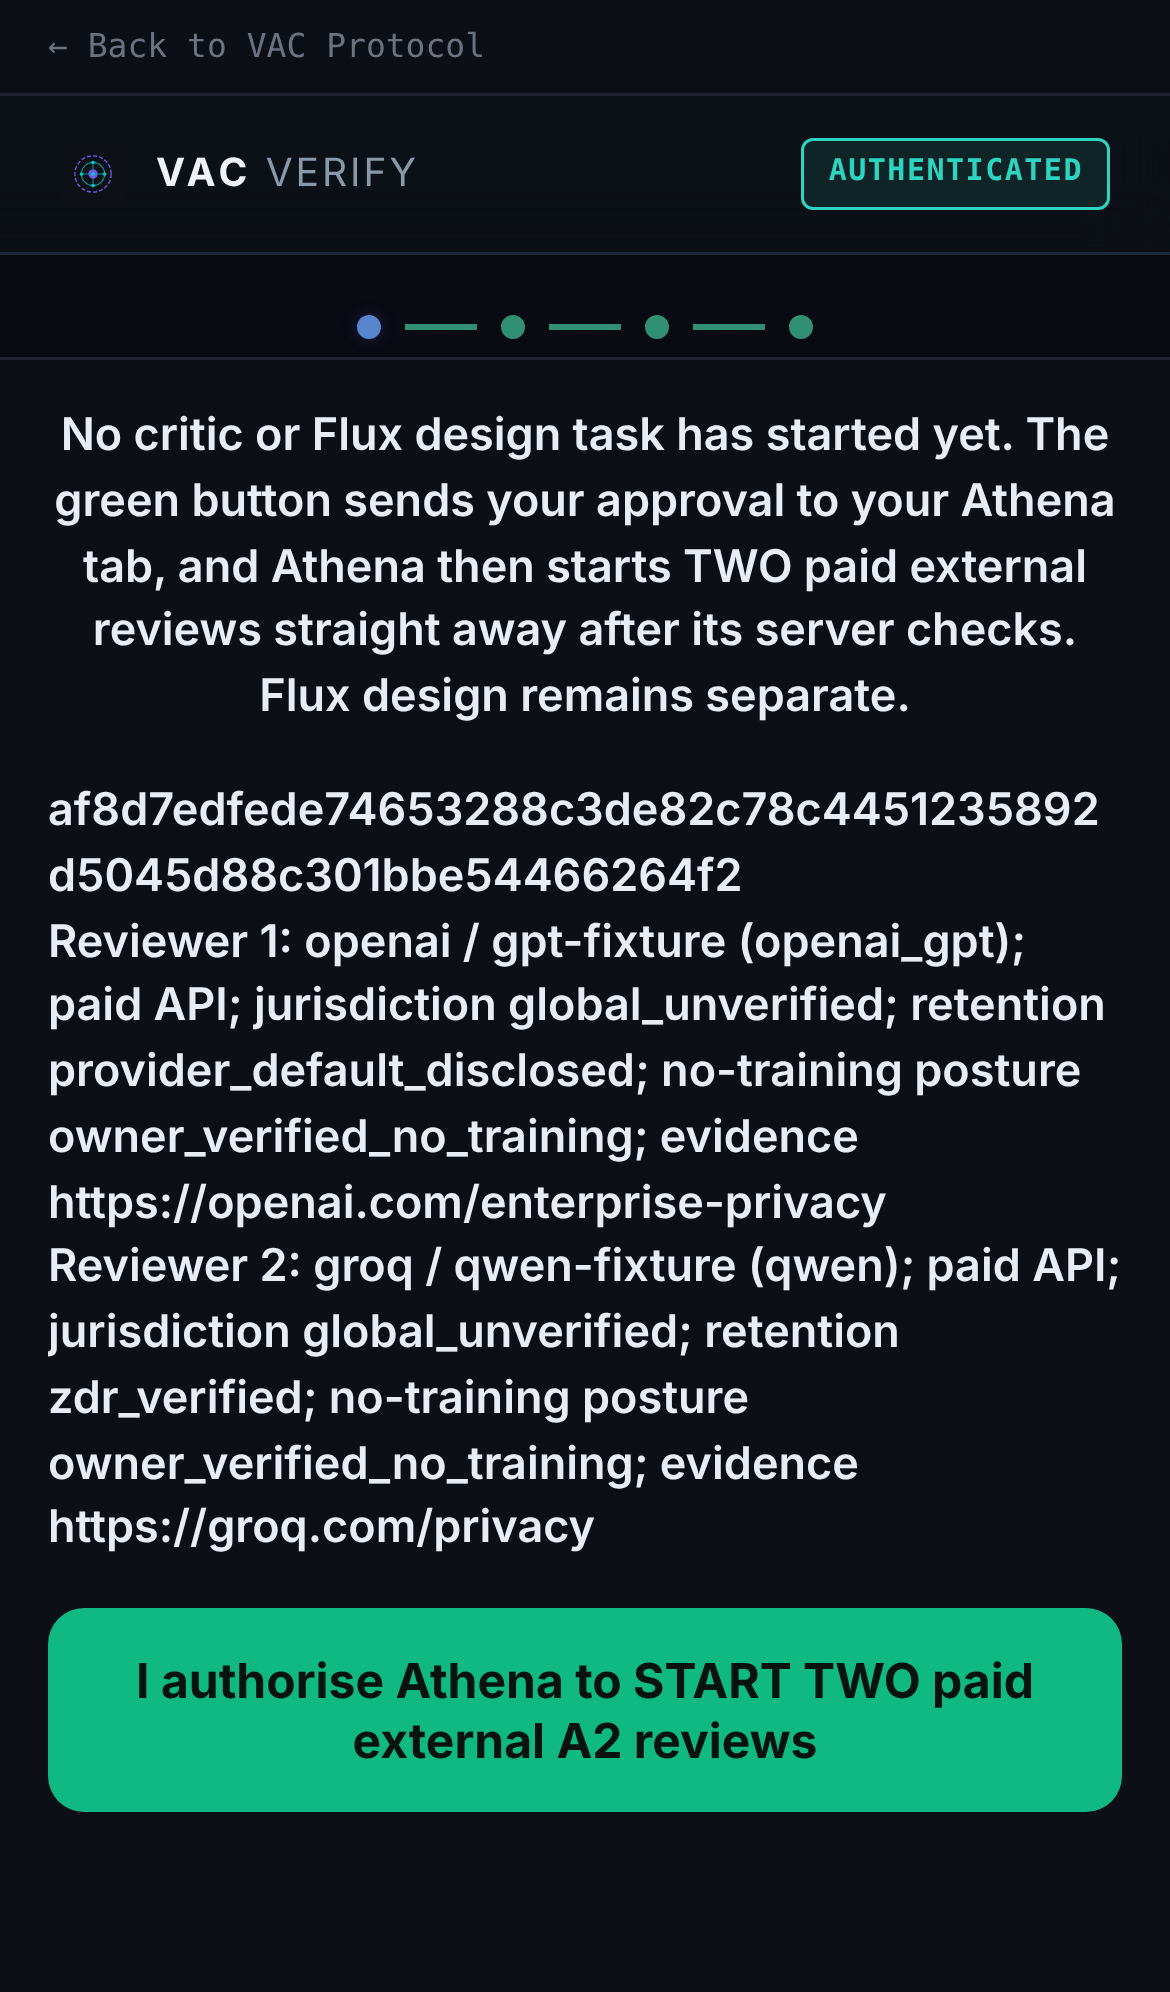 ← Back to VAC Protocol
VAC VERIFY
AUTHENTICATED
No critic or Flux design task has started yet. The
green button sends your approval to your Athena
tab, and Athena then starts TWO paid external
reviews straight away after its server checks.
Flux design remains separate.
af8d7edfede74653288c3de82c78c4451235892
d5045d88c301bbe54466264f2
Reviewer 1: openai / gpt-fixture (openai_gpt);
paid API; jurisdiction global_unverified; retention
provider_default_disclosed; no-training posture
owner_verified_no_training; evidence
https://openai.com/enterprise-privacy
Reviewer 2: groq / qwen-fixture (qwen); paid API;
jurisdiction global_unverified; retention
zdr_verified; no-training posture
owner_verified_no_training; evidence
https://groq.com/privacy
I authorise Athena to START TWO paid
external A2 reviews